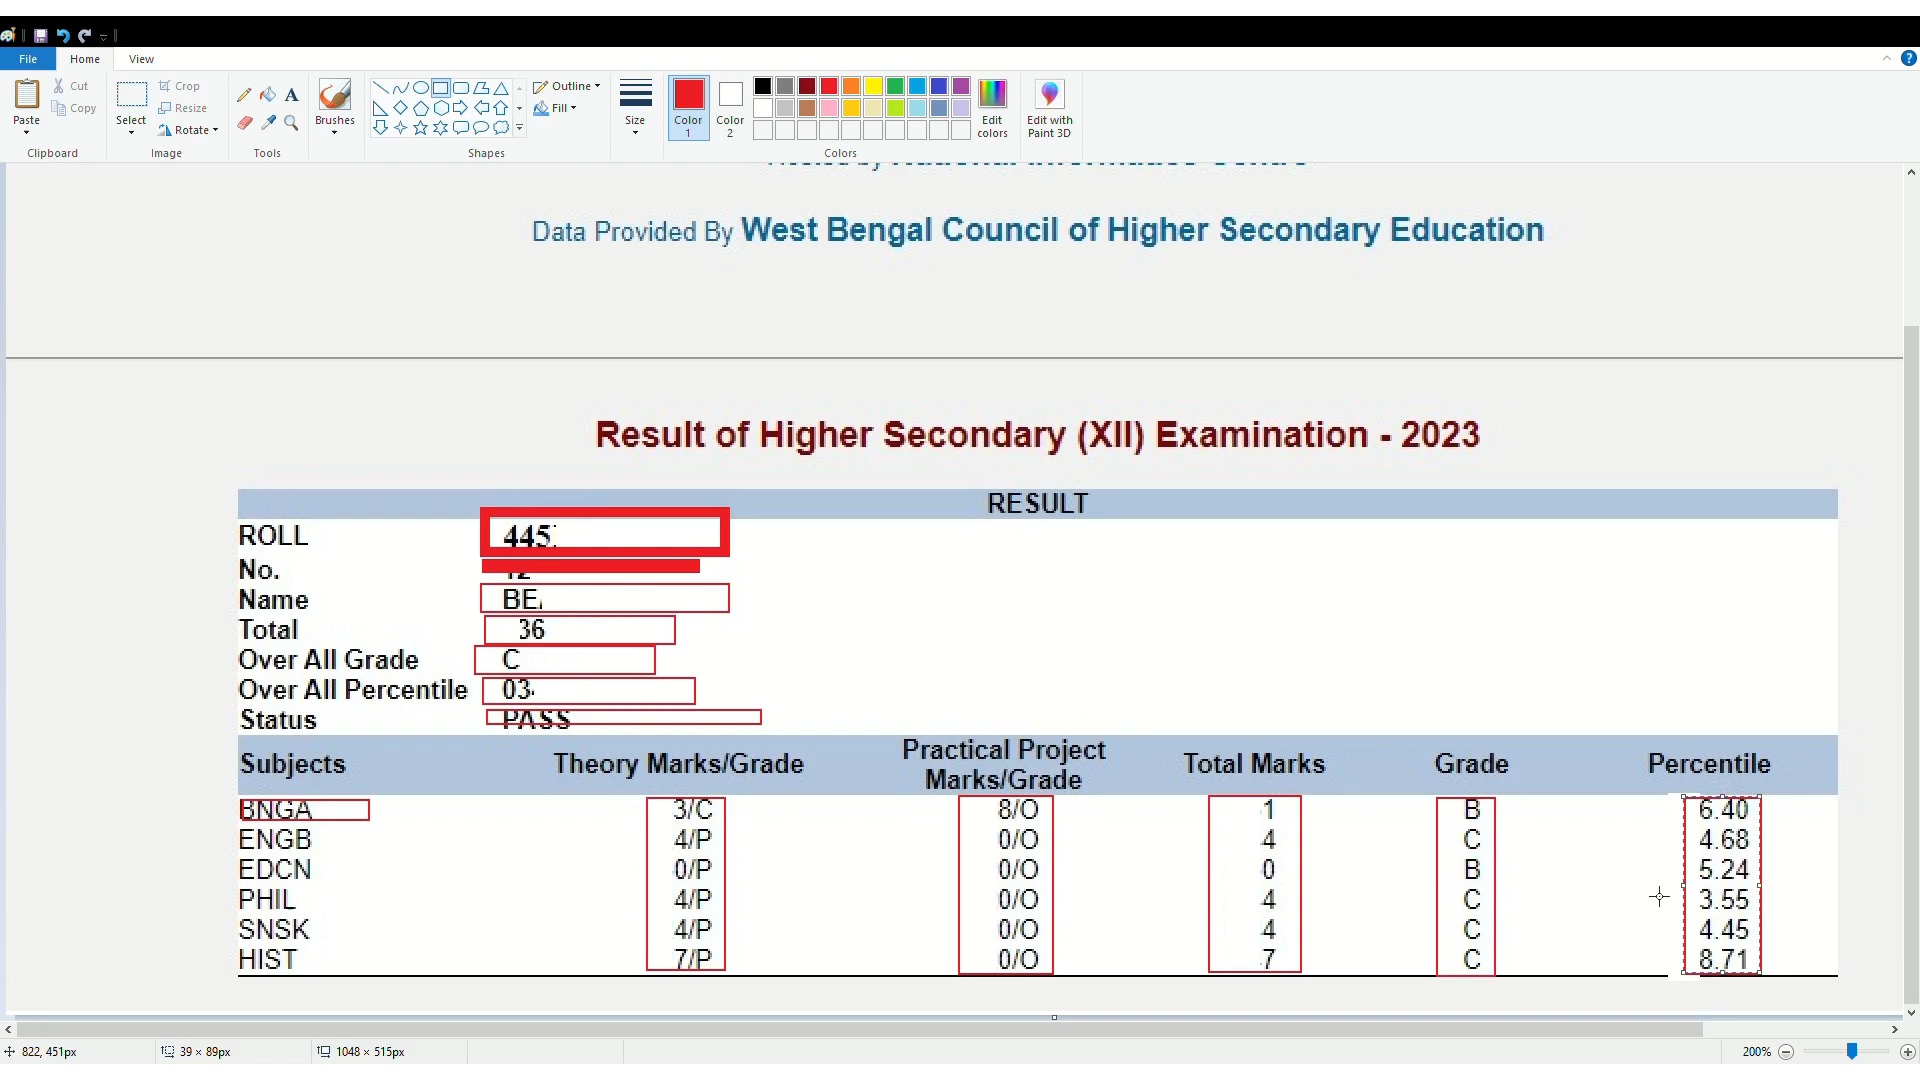 File Home View
Paste
Cut
Copy
Clipboard
Select
Crop
Resize
Rotate
Image
Tools
Brushes
Shapes
Outline
Fill
Size
Color 1
Color 2
Edit colors
Colors
Edit with Paint 3D
Data Provided By West Bengal Council of Higher Secondary Education
Result of Higher Secondary (XII) Examination - 2023
RESULT
ROLL 445
No.
Name BE
Total 36
Over All Grade C
Over All Percentile 03
Status PASS
Subjects Theory Marks/Grade Practical Project Marks/Grade Total Marks Grade Percentile
BNGA 3/C 8/O 1 B 6.40
ENGB 4/P 0/O 4 C 4.68
EDCN 0/P 0/O 0 B 5.24
PHIL 4/P 0/O 4 C 3.55
SNSK 4/P 0/O 4 C 4.45
HIST 7/P 0/O 7 C 8.71
822, 451px 39 × 89px 1048 × 515px 200%